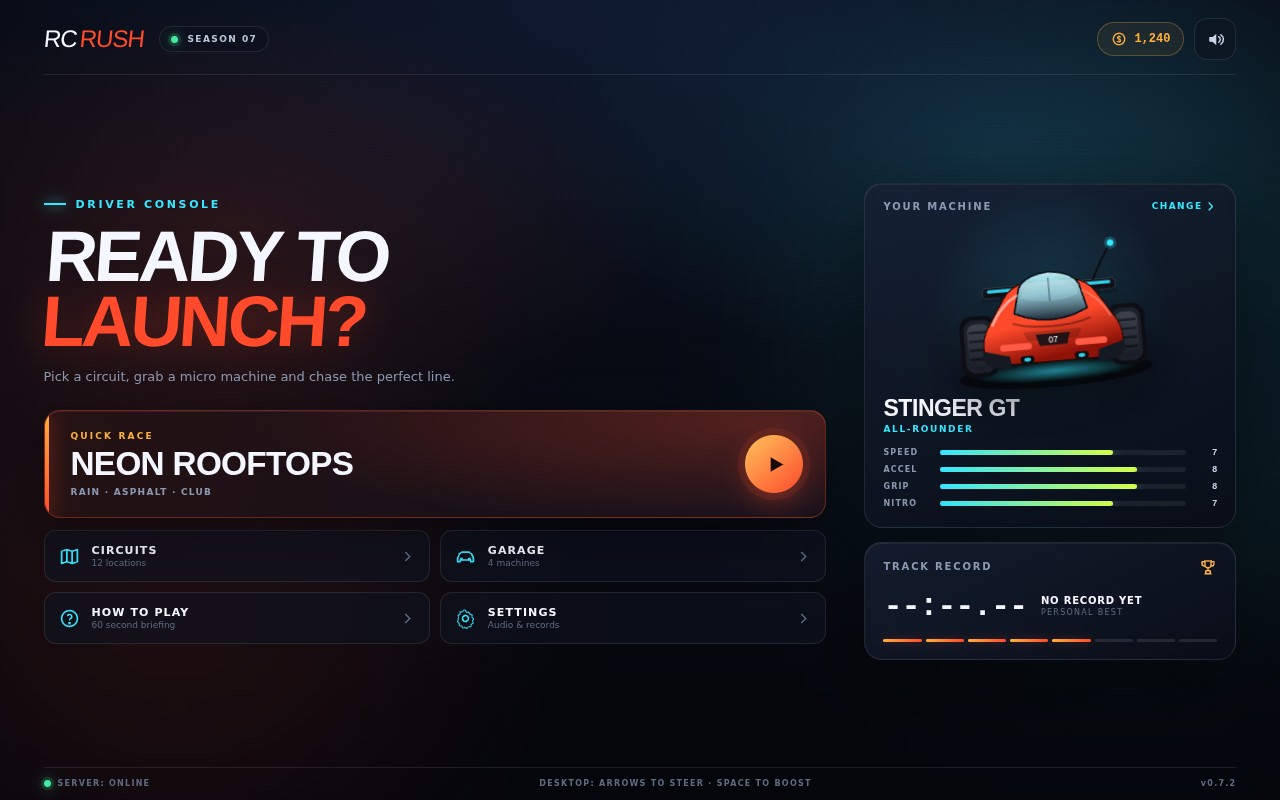 RC RUSH
SEASON 07
1,240
DRIVER CONSOLE
READY TO
LAUNCH?
Pick a circuit, grab a micro machine and chase the perfect line.
QUICK RACE
NEON ROOFTOPS
RAIN · ASPHALT · CLUB
CIRCUITS
12 locations
GARAGE
4 machines
HOW TO PLAY
60 second briefing
SETTINGS
Audio & records
YOUR MACHINE
CHANGE
07
STINGER GT
ALL-ROUNDER
SPEED 7
ACCEL 8
GRIP 8
NITRO 7
TRACK RECORD
--:--.--
NO RECORD YET
PERSONAL BEST
SERVER: ONLINE
DESKTOP: ARROWS TO STEER · SPACE TO BOOST
v0.7.2